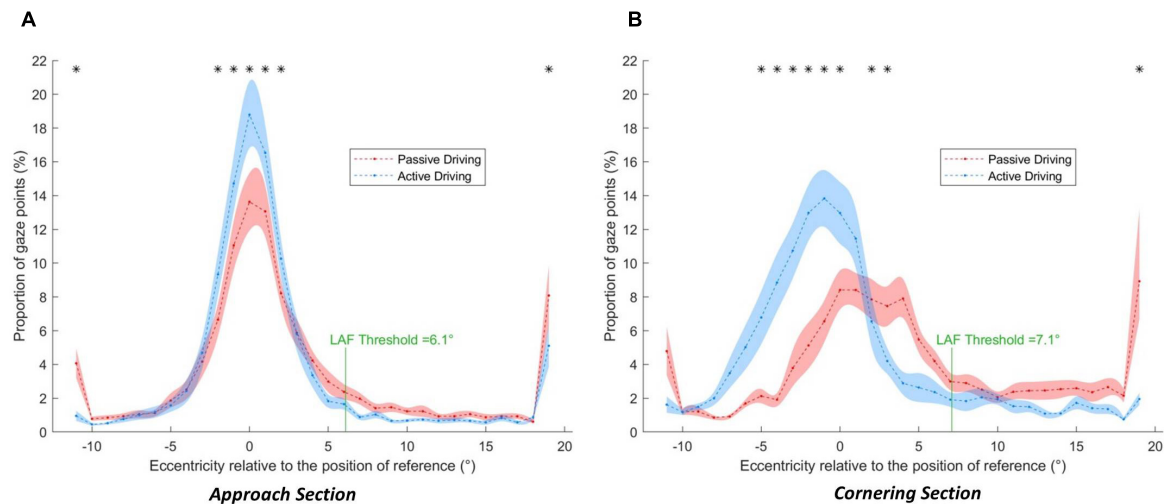 A
Proportion of gaze points (%)
22
20
18
16
14
12
10
8
6
4
2
0
* * * * * * *
Passive Driving
Active Driving
LAF Threshold =6.1°
-10 -5 0 5 10 15 20
Eccentricity relative to the position of reference (°)
Approach Section
B
Proportion of gaze points (%)
22
20
18
16
14
12
10
8
6
4
2
0
* * * * * * * * *
Passive Driving
Active Driving
LAF Threshold =7.1°
-10 -5 0 5 10 15 20
Eccentricity relative to the position of reference (°)
Cornering Section